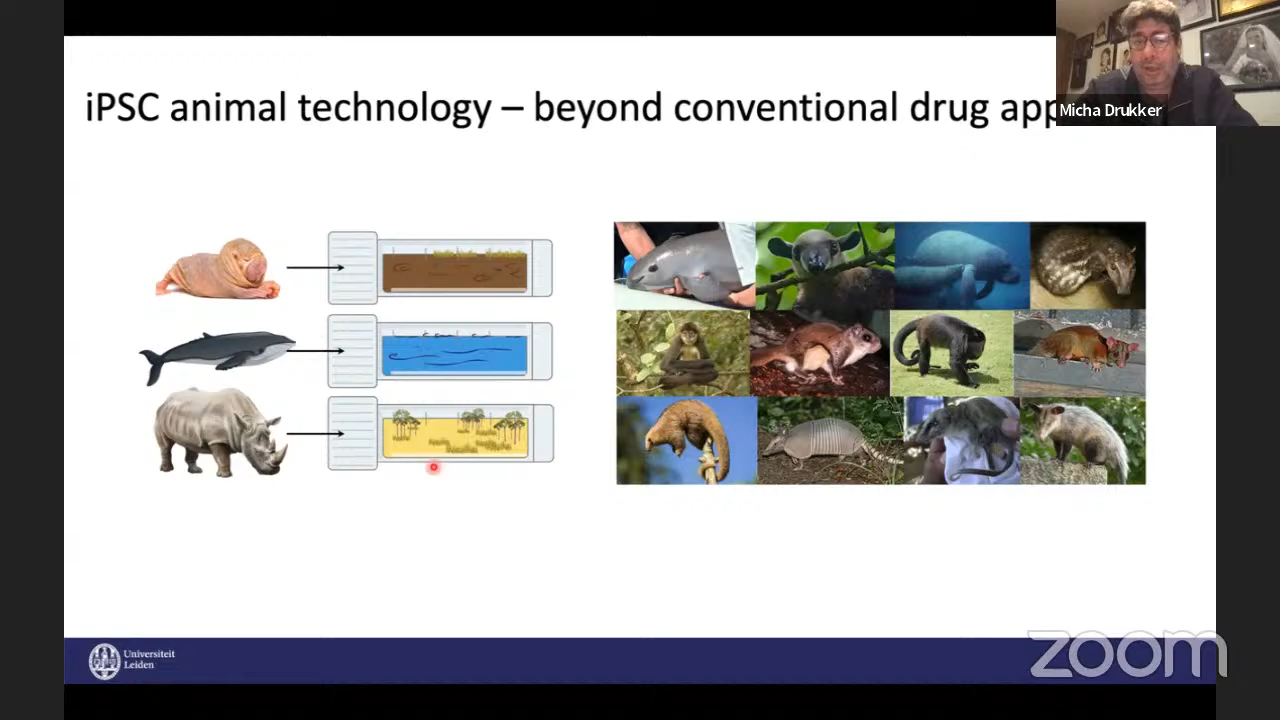 iPSC animal technology – beyond conventional drug app
Micha Drukker
Universiteit
Leiden
zoom